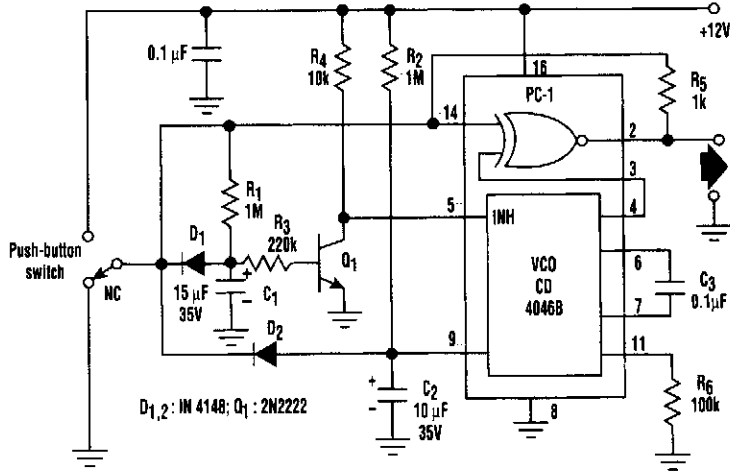 +12V
0.1 µF
R4
10k
R2
1M
16
PC-1
R5
1k
14
2
3
R1
1M
5
INH
4
D1
R3
220k
Push-button
switch
NC
Q1
VCO
CD
4046B
6
C3
0.1µF
7
15 µF
35V
+
-
C1
D2
9
11
D1,2 : IN 4148; Q1 : 2N2222
+
-
C2
10 µF
35V
8
R6
100k